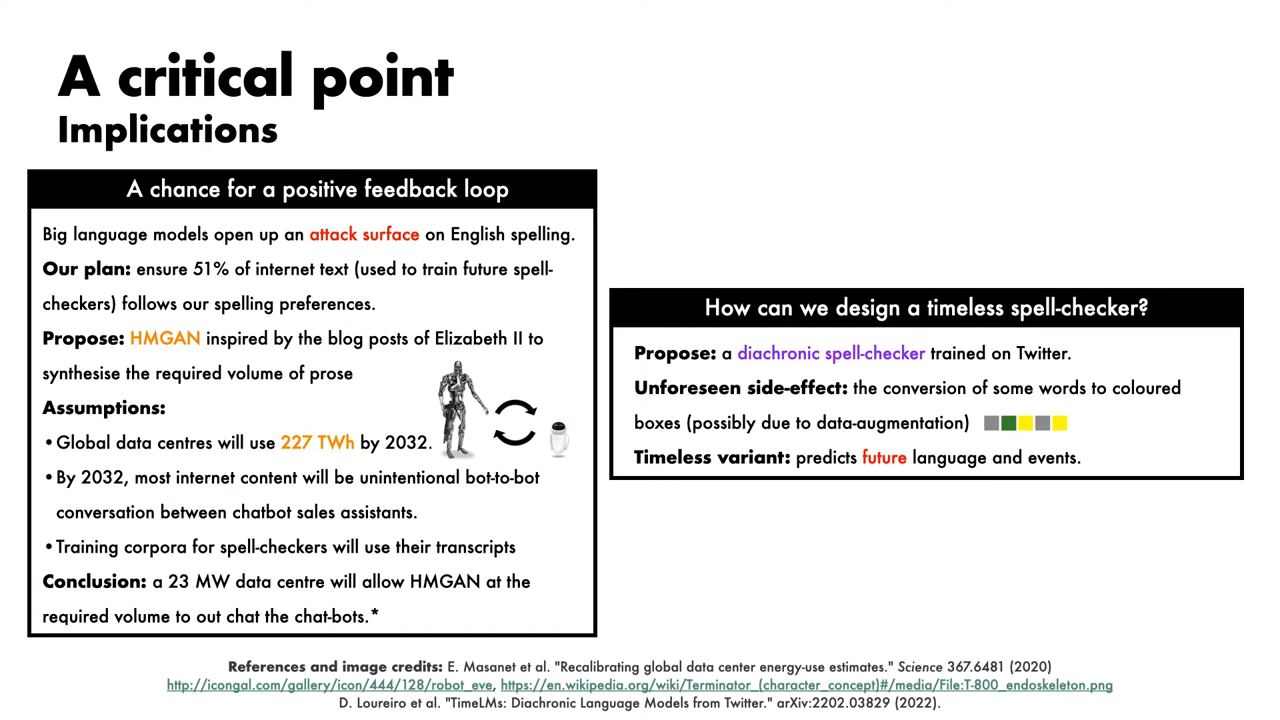 A critical point
Implications
A chance for a positive feedback loop
Big language models open up an attack surface on English spelling.
Our plan: ensure 51% of internet text (used to train future spell-
checkers) follows our spelling preferences.
Propose: HMGAN inspired by the blog posts of Elizabeth II to
synthesise the required volume of prose
Assumptions:
•Global data centres will use 227 TWh by 2032.
•By 2032, most internet content will be unintentional bot-to-bot
conversation between chatbot sales assistants.
•Training corpora for spell-checkers will use their transcripts
Conclusion: a 23 MW data centre will allow HMGAN at the
required volume to out chat the chat-bots.*
How can we design a timeless spell-checker?
Propose: a diachronic spell-checker trained on Twitter.
Unforeseen side-effect: the conversion of some words to coloured
boxes (possibly due to data-augmentation)
Timeless variant: predicts future language and events.
References and image credits: E. Masanet et al. "Recalibrating global data center energy-use estimates." Science 367.6481 (2020)
http://icongal.com/gallery/icon/444/128/robot_eve, https://en.wikipedia.org/wiki/Terminator_(character_concept)#/media/File:T-800_endoskeleton.png
D. Loureiro et al. "TimeLMs: Diachronic Language Models from Twitter." arXiv:2202.03829 (2022).